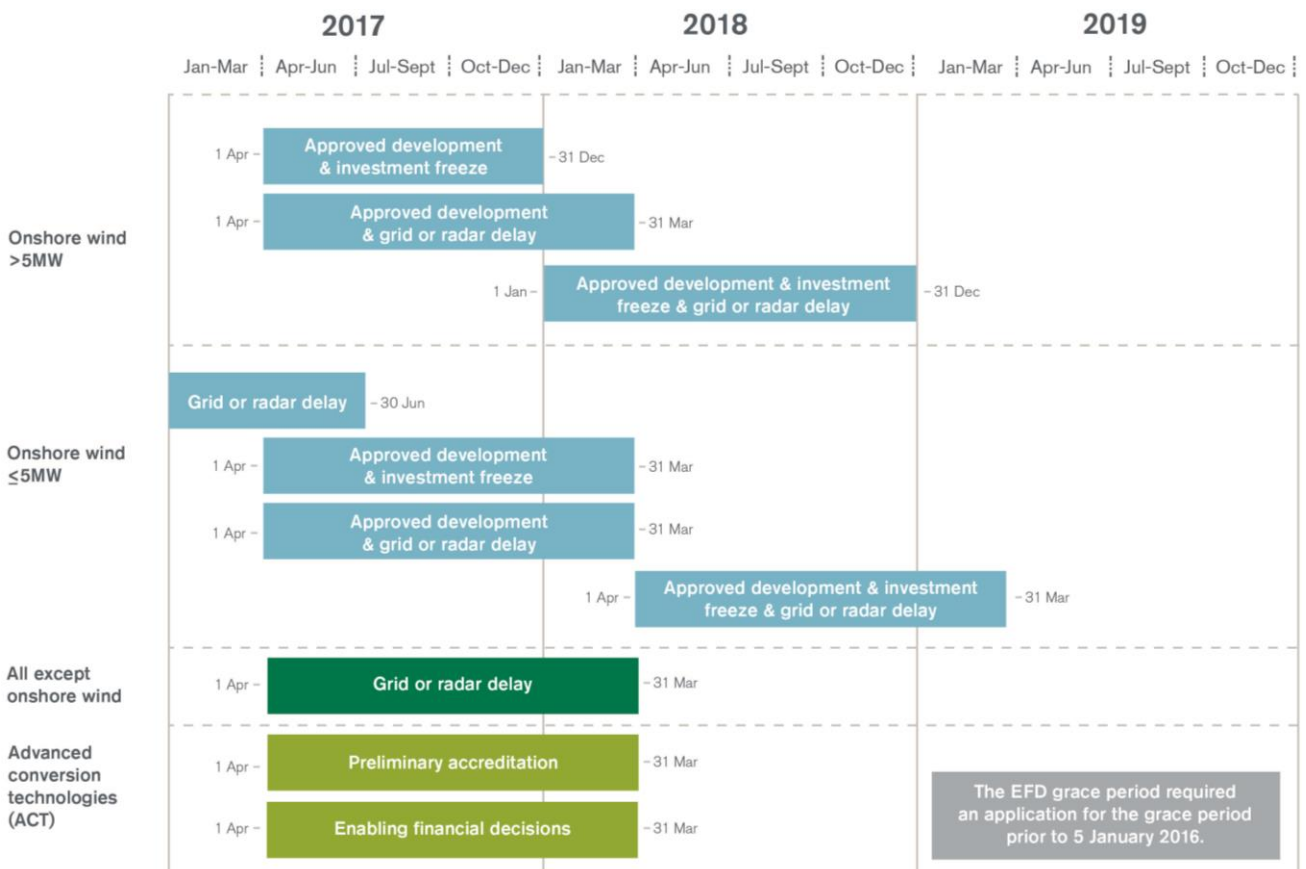 2017 2018 2019
Jan-Mar Apr-Jun Jul-Sept Oct-Dec Jan-Mar Apr-Jun Jul-Sept Oct-Dec Jan-Mar Apr-Jun Jul-Sept Oct-Dec
Onshore wind
>5MW
1 Apr
Approved development
& investment freeze
31 Dec
1 Apr
Approved development
& grid or radar delay
31 Mar
1 Jan
Approved development & investment
freeze & grid or radar delay
31 Dec
Onshore wind
≤5MW
Grid or radar delay
30 Jun
1 Apr
Approved development
& investment freeze
31 Mar
1 Apr
Approved development
& grid or radar delay
31 Mar
1 Apr
Approved development & investment
freeze & grid or radar delay
31 Mar
All except
onshore wind
1 Apr
Grid or radar delay
31 Mar
Advanced
conversion
technologies
(ACT)
1 Apr
Preliminary accreditation
31 Mar
1 Apr
Enabling financial decisions
31 Mar
The EFD grace period required
an application for the grace period
prior to 5 January 2016.